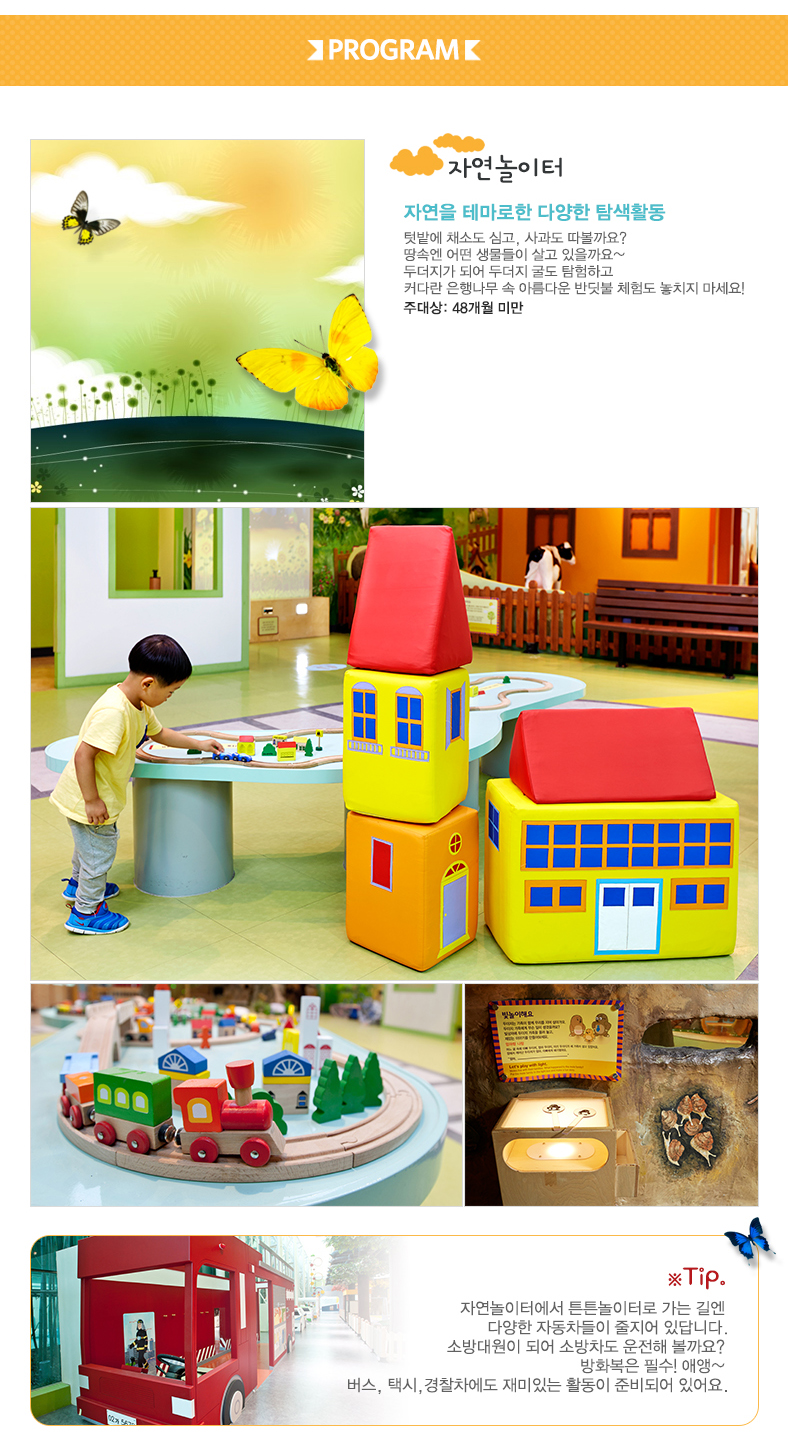 PROGRAM
자연놀이터
자연을 테마로한 다양한 탐색활동
텃밭에 채소도 심고, 사과도 따볼까요?
땅속엔 어떤 생물들이 살고 있을까요~
두더지가 되어 두더지 굴도 탐험하고
커다란 은행나무 속 아름다운 반딧불 체험도 놓치지 마세요!
주대상: 48개월 미만
빛놀이해요
Let's play with light.
※Tip.
자연놀이터에서 튼튼놀이터로 가는 길엔
다양한 자동차들이 줄지어 있답니다.
소방대원이 되어 소방차도 운전해 볼까요?
방화복은 필수! 애앵~
버스, 택시,경찰차에도 재미있는 활동이 준비되어 있어요.